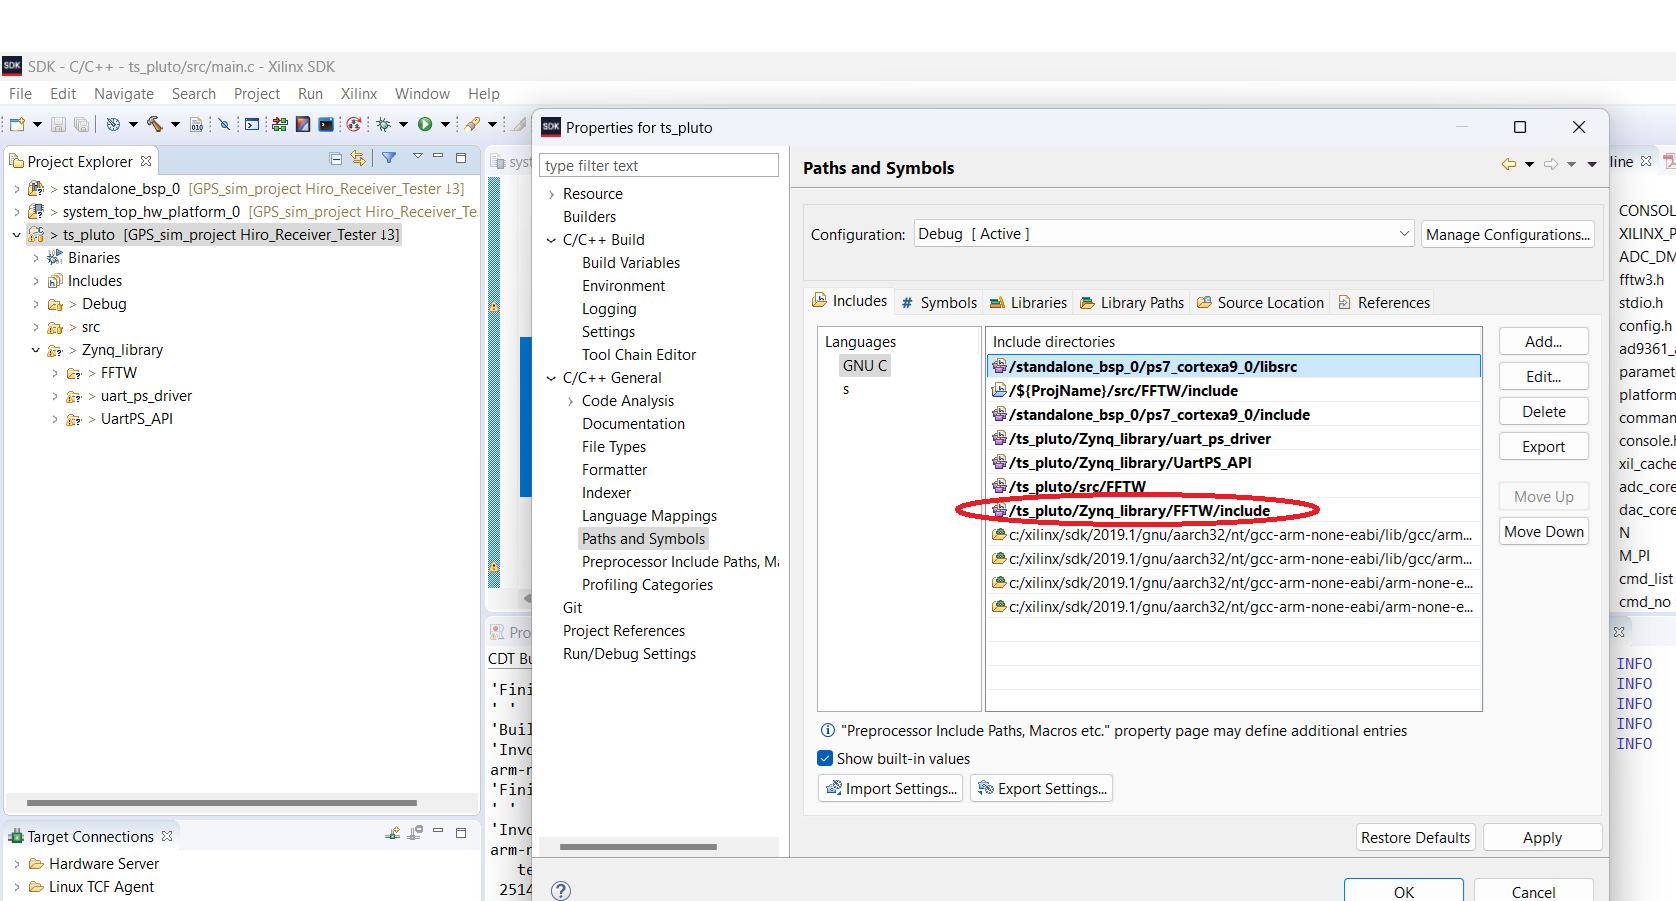 SDK - C/C++ - ts_pluto/src/main.c - Xilinx SDK
File Edit Navigate Search Project Run Xilinx Window Help
Project Explorer
> standalone_bsp_0 [GPS_sim_project Hiro_Receiver_Tester ↓3]
> system_top_hw_platform_0 [GPS_sim_project Hiro_Receiver_Te
> ts_pluto [GPS_sim_project Hiro_Receiver_Tester ↓3]
Binaries
Includes
> Debug
> src
> Zynq_library
> FFTW
> uart_ps_driver
> UartPS_API
Target Connections
Hardware Server
Linux TCF Agent
syst
Pro
CDT Bu
'Fini
' '
'Buil
'Invo
arm-n
'Fini
' '
'Invo
arm-n
te
2514
SDK Properties for ts_pluto
type filter text
Resource
Builders
C/C++ Build
Build Variables
Environment
Logging
Settings
Tool Chain Editor
C/C++ General
Code Analysis
Documentation
File Types
Formatter
Indexer
Language Mappings
Paths and Symbols
Preprocessor Include Paths, Ma
Profiling Categories
Git
Project References
Run/Debug Settings
Paths and Symbols
Configuration: Debug [ Active ] Manage Configurations...
Includes # Symbols Libraries Library Paths Source Location References
Languages
GNU C
s
Include directories
/standalone_bsp_0/ps7_cortexa9_0/libsrc
/${ProjName}/src/FFTW/include
/standalone_bsp_0/ps7_cortexa9_0/include
/ts_pluto/Zynq_library/uart_ps_driver
/ts_pluto/Zynq_library/UartPS_API
/ts_pluto/src/FFTW
/ts_pluto/Zynq_library/FFTW/include
c:/xilinx/sdk/2019.1/gnu/aarch32/nt/gcc-arm-none-eabi/lib/gcc/arm...
c:/xilinx/sdk/2019.1/gnu/aarch32/nt/gcc-arm-none-eabi/lib/gcc/arm...
c:/xilinx/sdk/2019.1/gnu/aarch32/nt/gcc-arm-none-eabi/arm-none-e...
c:/xilinx/sdk/2019.1/gnu/aarch32/nt/gcc-arm-none-eabi/arm-none-e...
Add...
Edit...
Delete
Export
Move Up
Move Down
"Preprocessor Include Paths, Macros etc." property page may define additional entries
Show built-in values
Import Settings... Export Settings...
Restore Defaults Apply
OK Cancel
line
CONSOL
XILINX_P
ADC_DM
fftw3.h
stdio.h
config.h
ad9361_a
paramete
platform
comman
console.h
xil_cache
adc_core
dac_core
N
M_PI
cmd_list
cmd_no
INFO
INFO
INFO
INFO
INFO